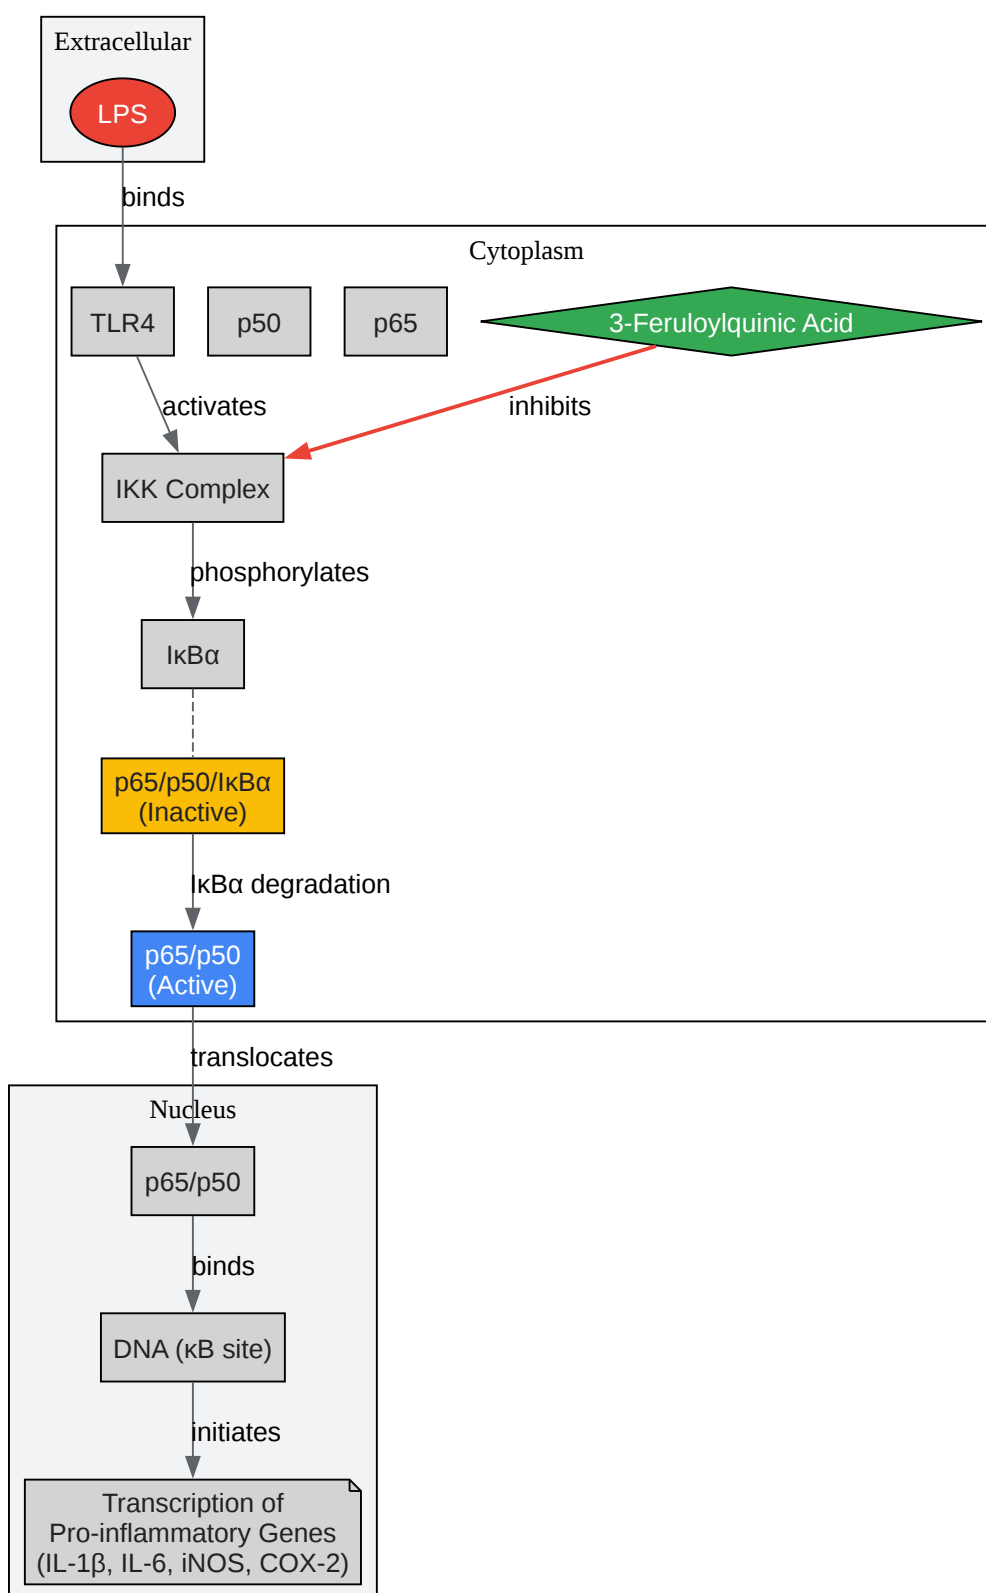 Extracellular
LPS
binds
Cytoplasm
TLR4
p50
p65
3-Feruloylquinic Acid
activates
inhibits
IKK Complex
phosphorylates
IκBα
p65/p50/IκBα
(Inactive)
IκBα degradation
p65/p50
(Active)
translocates
Nucleus
p65/p50
binds
DNA (κB site)
initiates
Transcription of
Pro-inflammatory Genes
(IL-1β, IL-6, iNOS, COX-2)